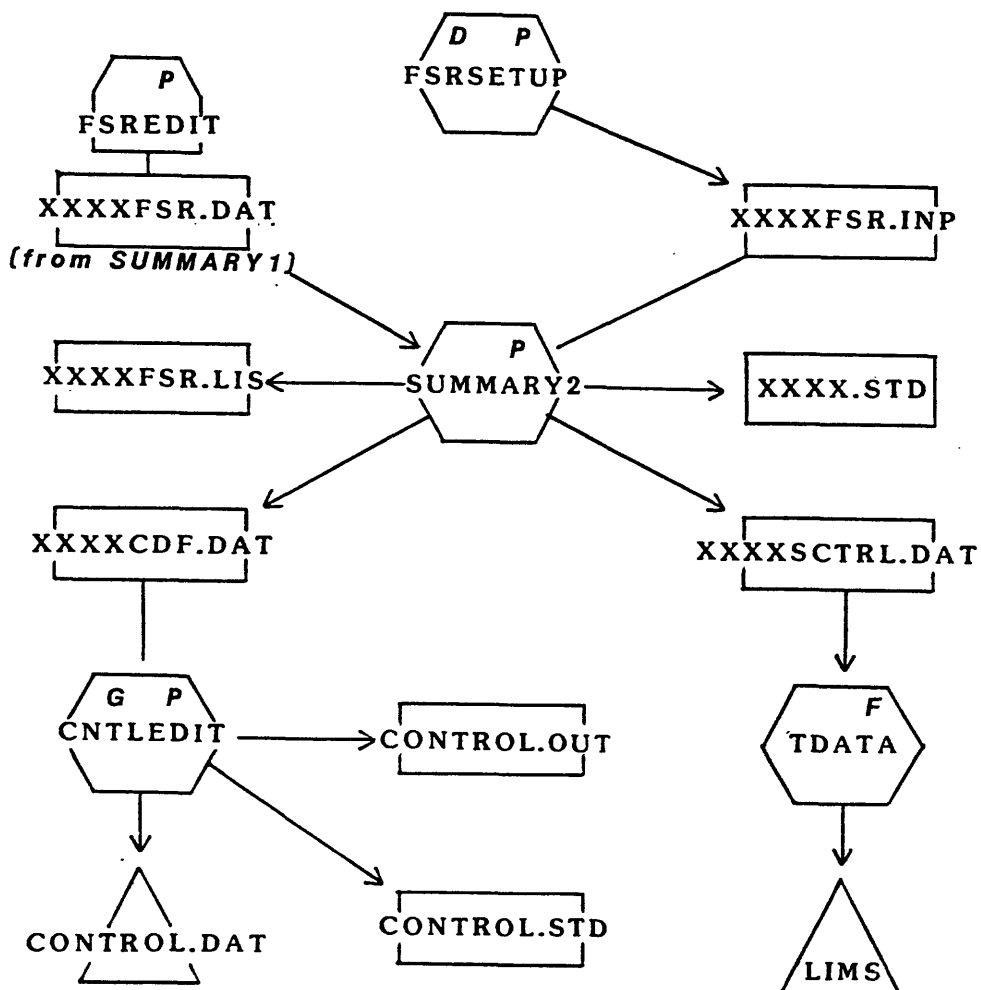 D P
FSRSETUP
P
FSREDIT
XXXXFSR.DAT
(from SUMMARY1)
XXXXFSR.INP
P
SUMMARY2
XXXXFSR.LIS
XXXX.STD
XXXXCDF.DAT
XXXXSCTRL.DAT
G P
CNTLEDIT
CONTROL.OUT
F
TDATA
CONTROL.DAT
CONTROL.STD
LIMS